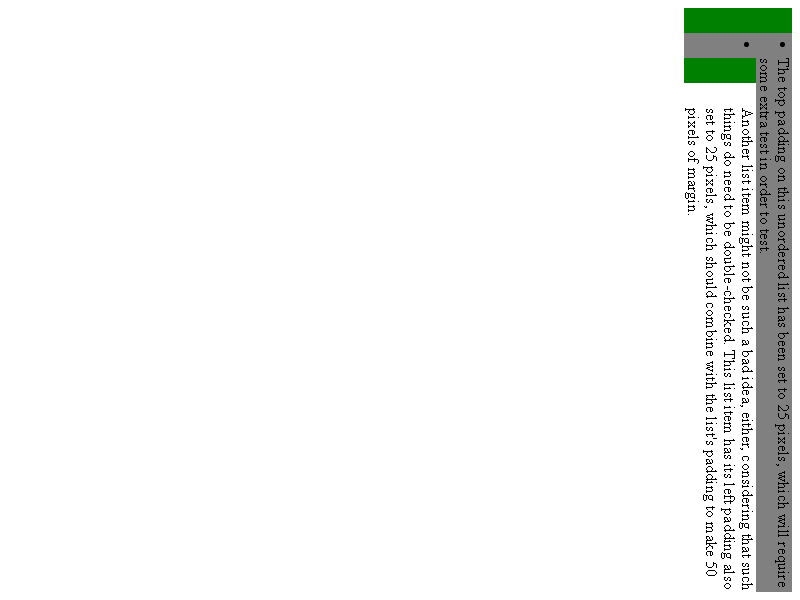 • The top padding on this unordered list has been set to 25 pixels, which will require
some extra test in order to test.
• Another list item might not be such a bad idea, either, considering that such
things do need to be double-checked. This list item has its left padding also
set to 25 pixels, which should combine with the list's padding to make 50
pixels of margin.